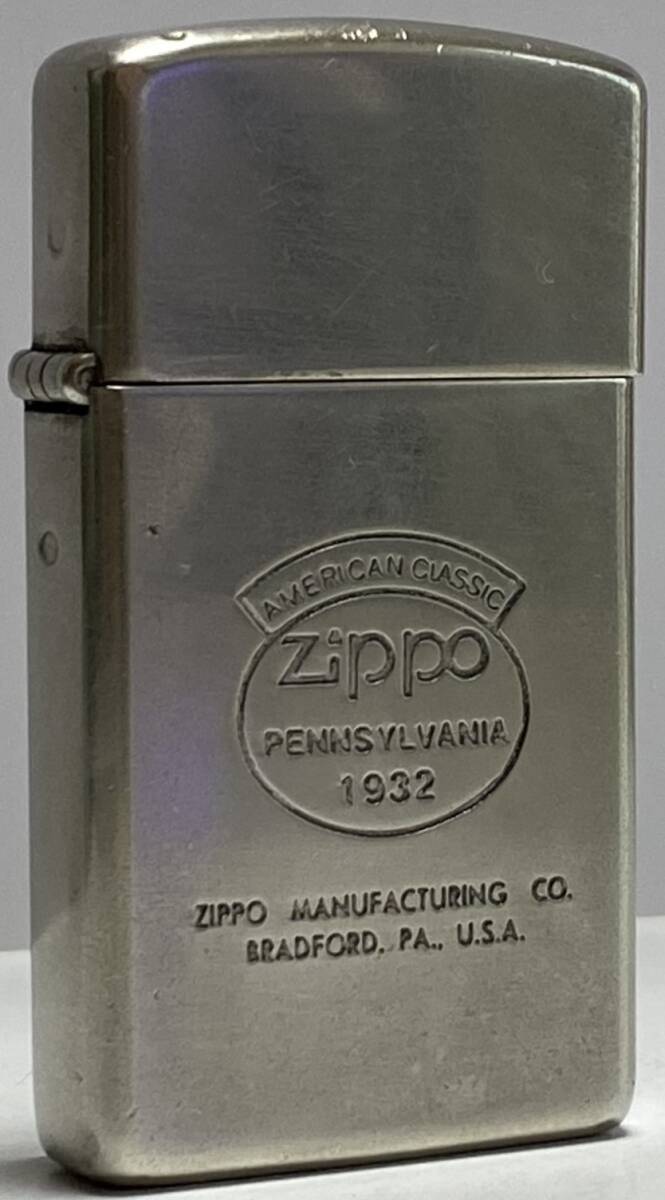 AMERICAN CLASSIC
Zippo
PENNSYLVANIA
1932
ZIPPO MANUFACTURING CO.
BRADFORD, PA., U.S.A.